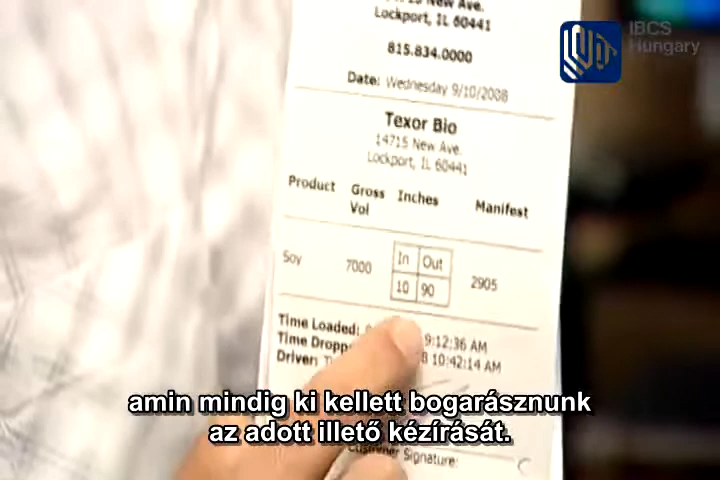 New Ave.
Lockport, IL 60441
815.834.0000
Date: Wednesday 9/10/2008
Texor Bio
14715 New Ave.
Lockport, IL 60441
Product Gross Vol Inches Manifest
Soy 7000 In Out 2905
10 90
Time Loaded: 9:12:36 AM
Time Dropp 8 10:42:14 AM
Driver:
Customer Signature:
IBCS
Hungary
amin mindig ki kellett bogarásznunk
az adott illető kézírását.